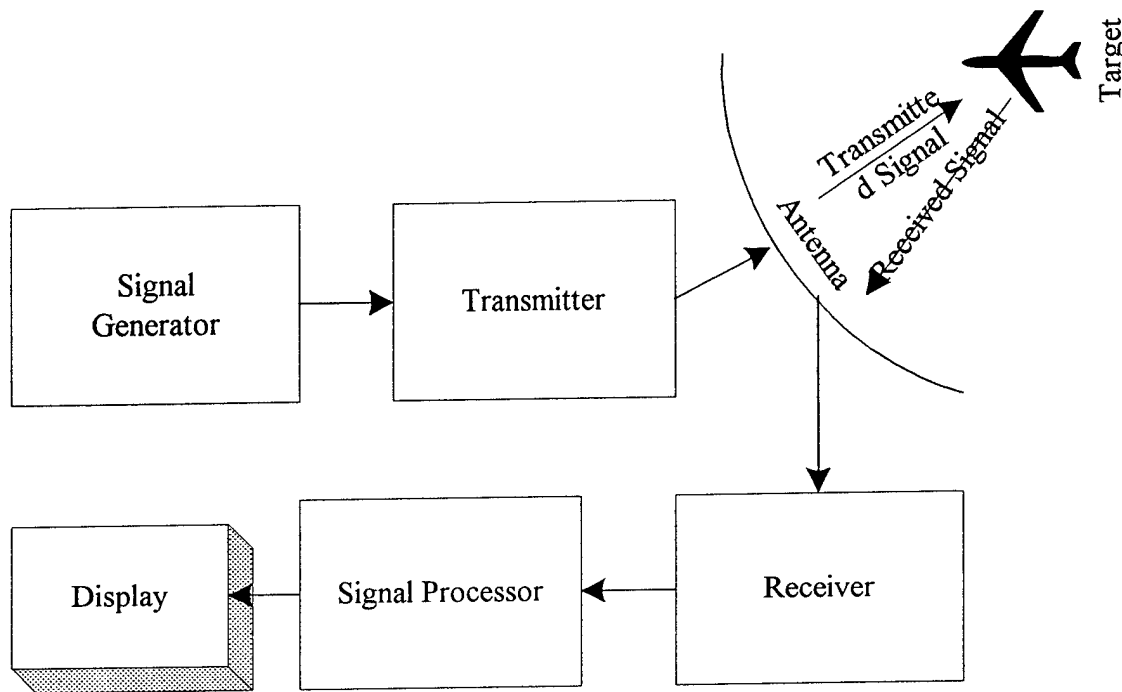 Target
Transmitte
d Signal
Received Signal
Antenna
Signal
Generator
Transmitter
Display
Signal Processor
Receiver